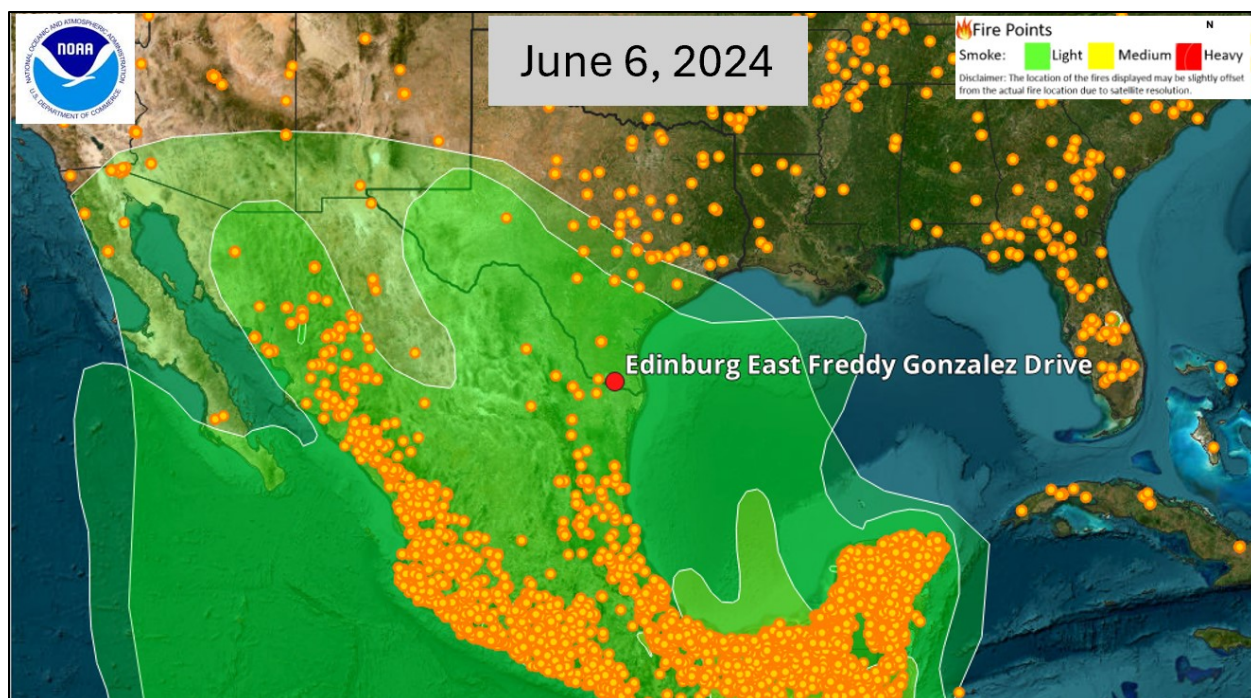 NATIONAL OCEANIC AND ATMOSPHERIC ADMINISTRATION
NOAA
U.S. DEPARTMENT OF COMMERCE
June 6, 2024
N
Fire Points
Smoke: Light Medium Heavy
Disclaimer: The location of the fires displayed may be slightly offset
from the actual fire location due to satellite resolution.
Edinburg East Freddy Gonzalez Drive